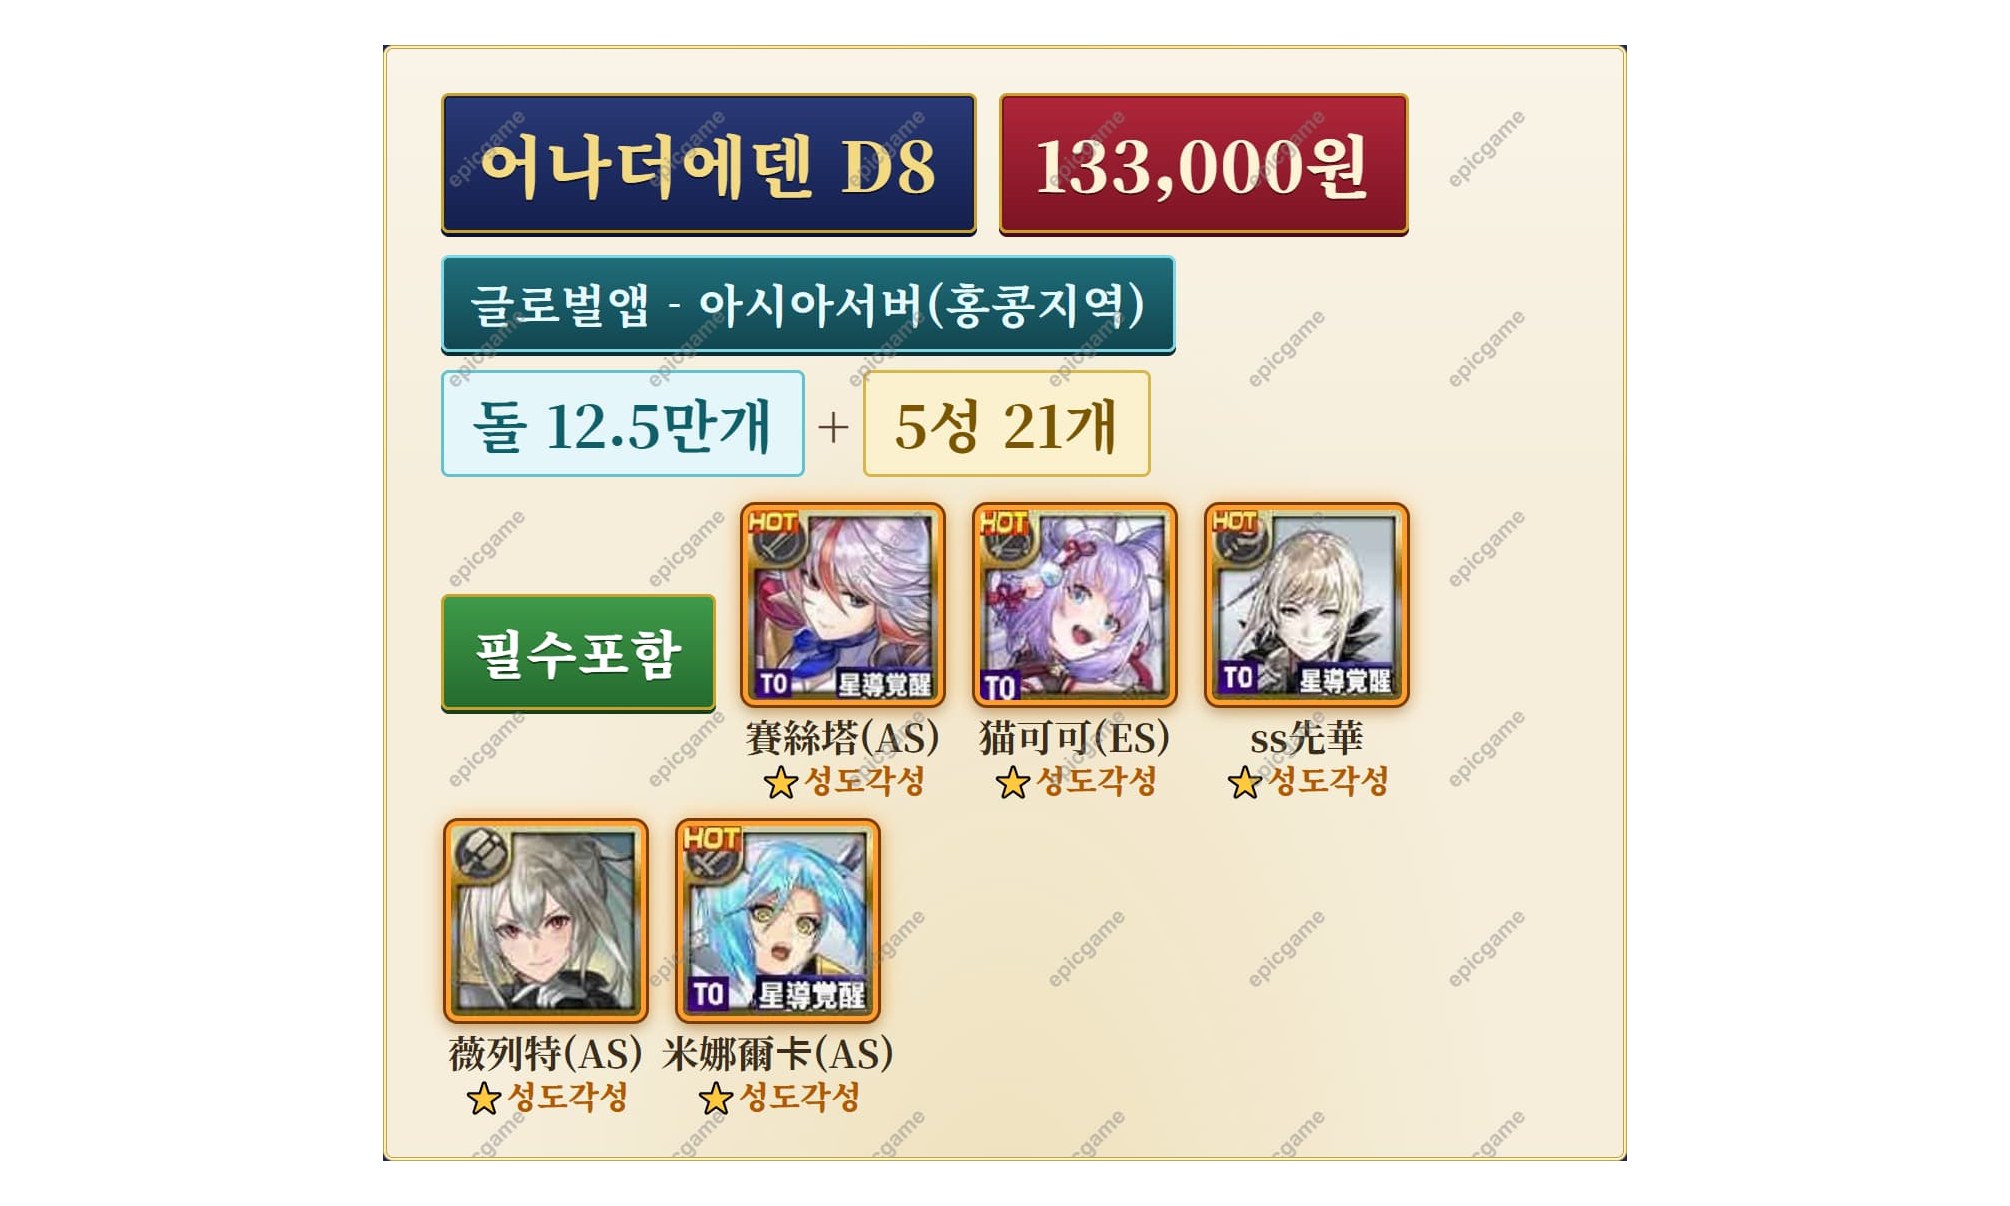 어나더에덴 D8 133,000원
글로벌앱 - 아시아서버(홍콩지역)
돌 12.5만개 + 5성 21개
필수포함
HOT HOT HOT
TO 星導覚醒 TO TO 星導覚醒
賽絲塔(AS) 猫可可(ES) ss先華
성도각성 성도각성 성도각성
HOT
TO 星導覚醒
薇列特(AS) 米娜爾卡(AS)
성도각성 성도각성
epicgame